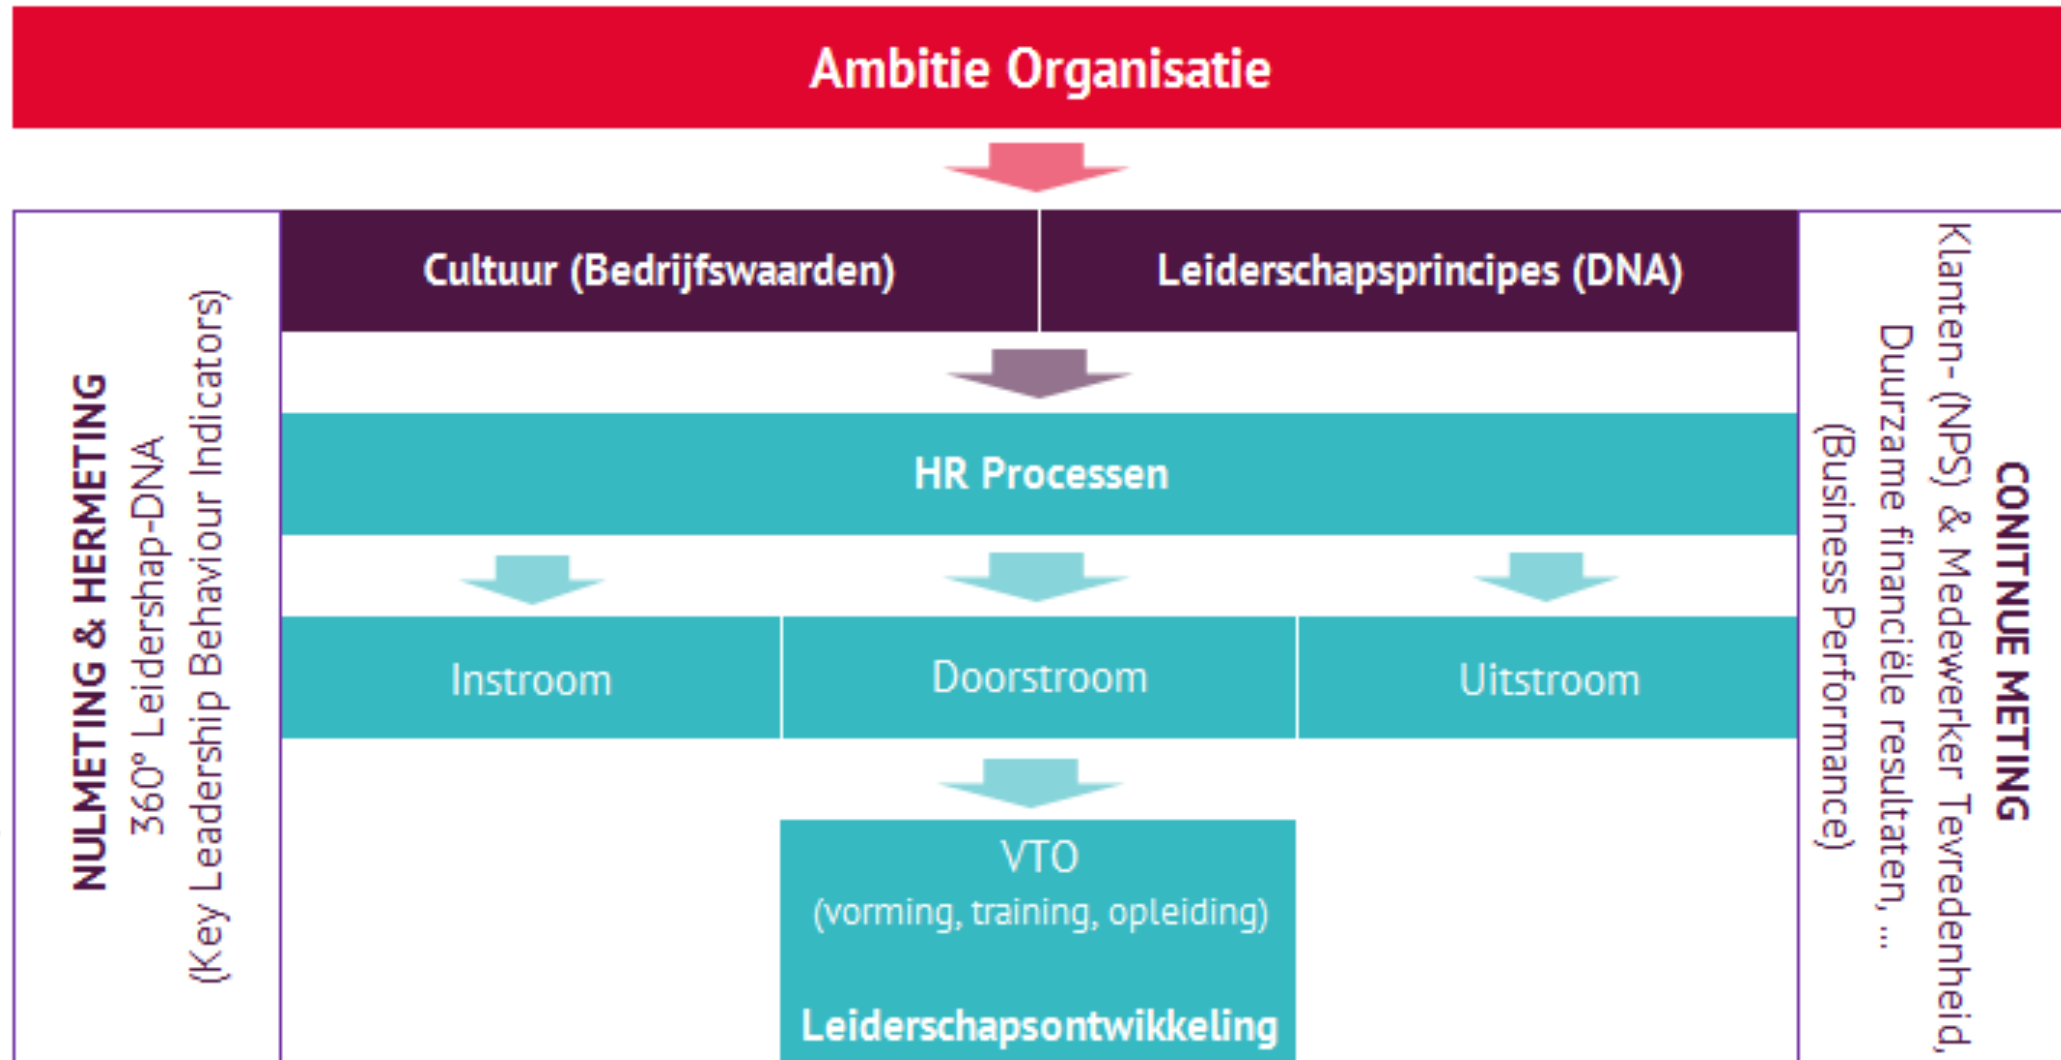 Ambitie Organisatie
NULMETING & HERMETING
360° Leidershap-DNA
(Key Leadership Behaviour Indicators)
Cultuur (Bedrijfswaarden)
Leiderschapsprincipes (DNA)
HR Processen
Instroom
Doorstroom
Uitstroom
VTO
(vorming, training, opleiding)
Leiderschapsontwikkeling
CONITNUE METING
Klanten- (NPS) & Medewerker Tevredenheid,
Duurzame financiële resultaten, ...
(Business Performance)